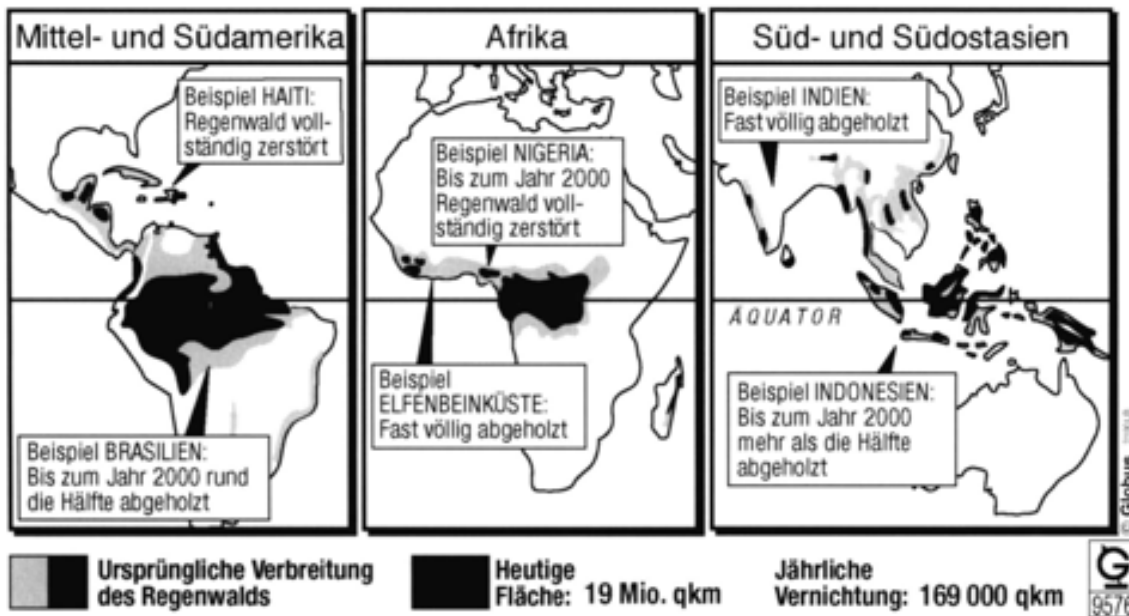 Mittel- und Südamerika
Beispiel HAITI:
Regenwald voll-
ständig zerstört
Beispiel BRASILIEN:
Bis zum Jahr 2000 rund
die Hälfte abgeholzt
Afrika
Beispiel NIGERIA:
Bis zum Jahr 2000
Regenwald voll-
ständig zerstört
Beispiel
ELFENBEINKÜSTE:
Fast völlig abgeholzt
Süd- und Südostasien
Beispiel INDIEN:
Fast völlig abgeholzt
ÄQUATOR
Beispiel INDONESIEN:
Bis zum Jahr 2000
mehr als die Hälfte
abgeholzt
© Globus
Ursprüngliche Verbreitung
des Regenwalds
Heutige
Fläche: 19 Mio. qkm
Jährliche
Vernichtung: 169 000 qkm
G
9576